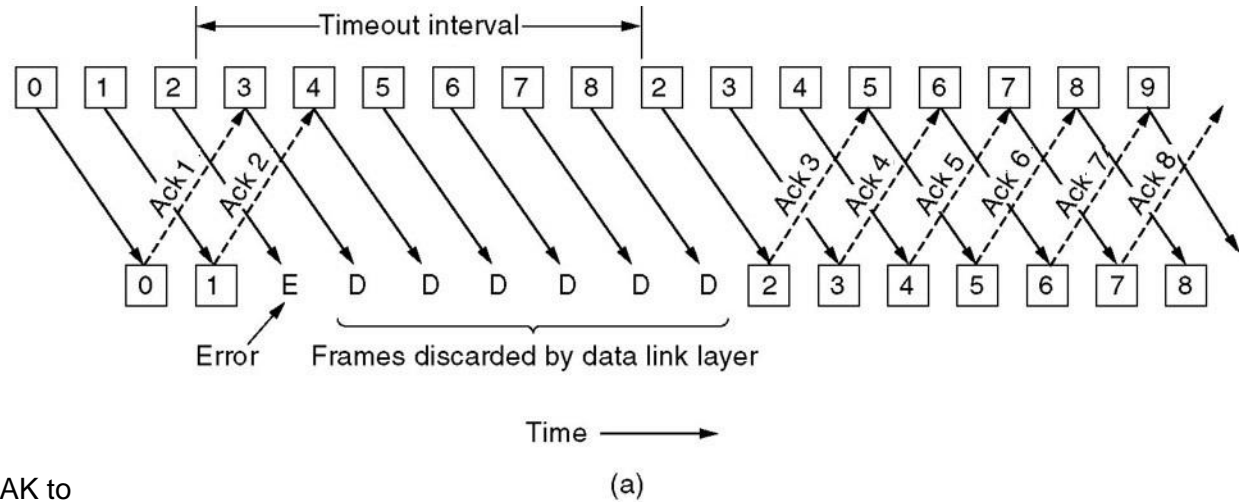 Timeout interval
0 1 2 3 4 5 6 7 8 2 3 4 5 6 7 8 9
Ack 1 Ack 2 Ack 3 Ack 4 Ack 5 Ack 6 Ack 7 Ack 8
0 1 E D D D D D D 2 3 4 5 6 7 8
Error Frames discarded by data link layer
Time
AK to (a)